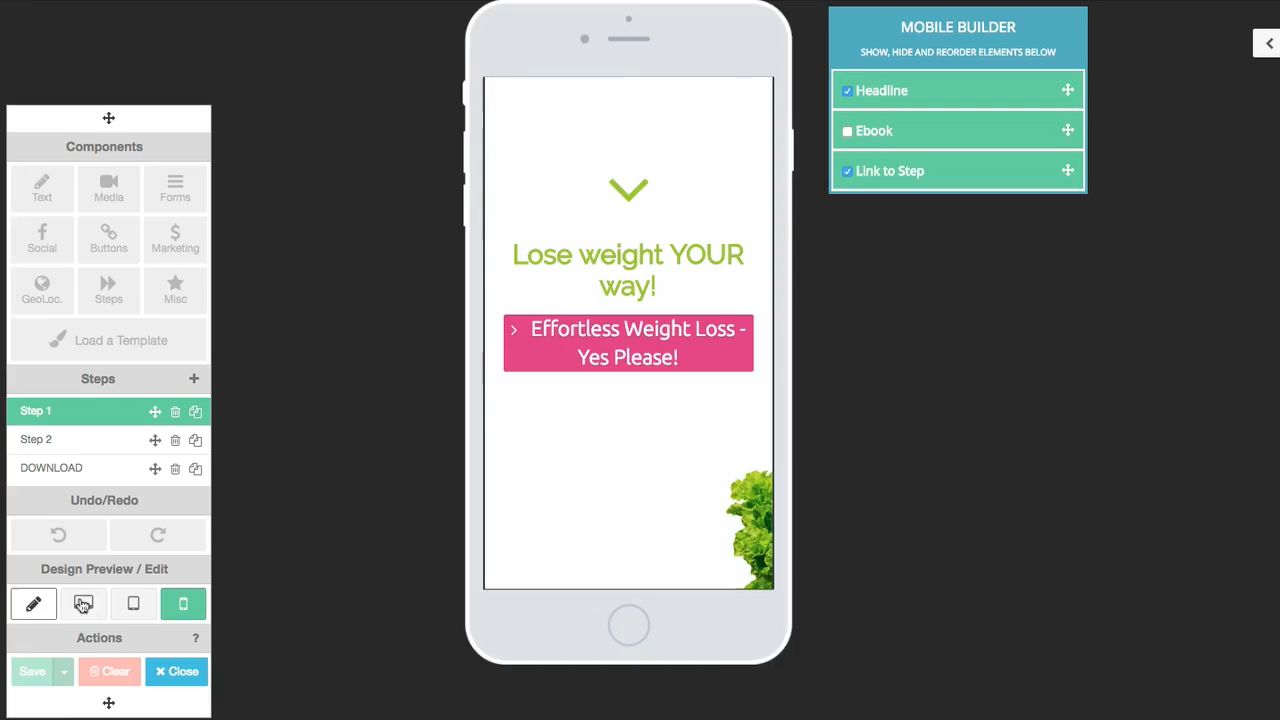 Components
Text
Media
Forms
Social
Buttons
Marketing
GeoLoc.
Steps
Misc
Load a Template
Steps
Step 1
Step 2
DOWNLOAD
Undo/Redo
Design Preview / Edit
Actions ?
Save
Clear
Close
Lose weight YOUR
way!
Effortless Weight Loss -
Yes Please!
MOBILE BUILDER
SHOW, HIDE AND REORDER ELEMENTS BELOW
Headline
Ebook
Link to Step